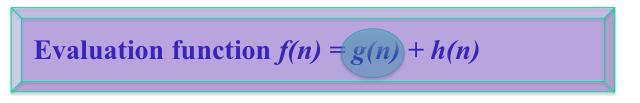 Evaluation function f(n) = g(n) + h(n)